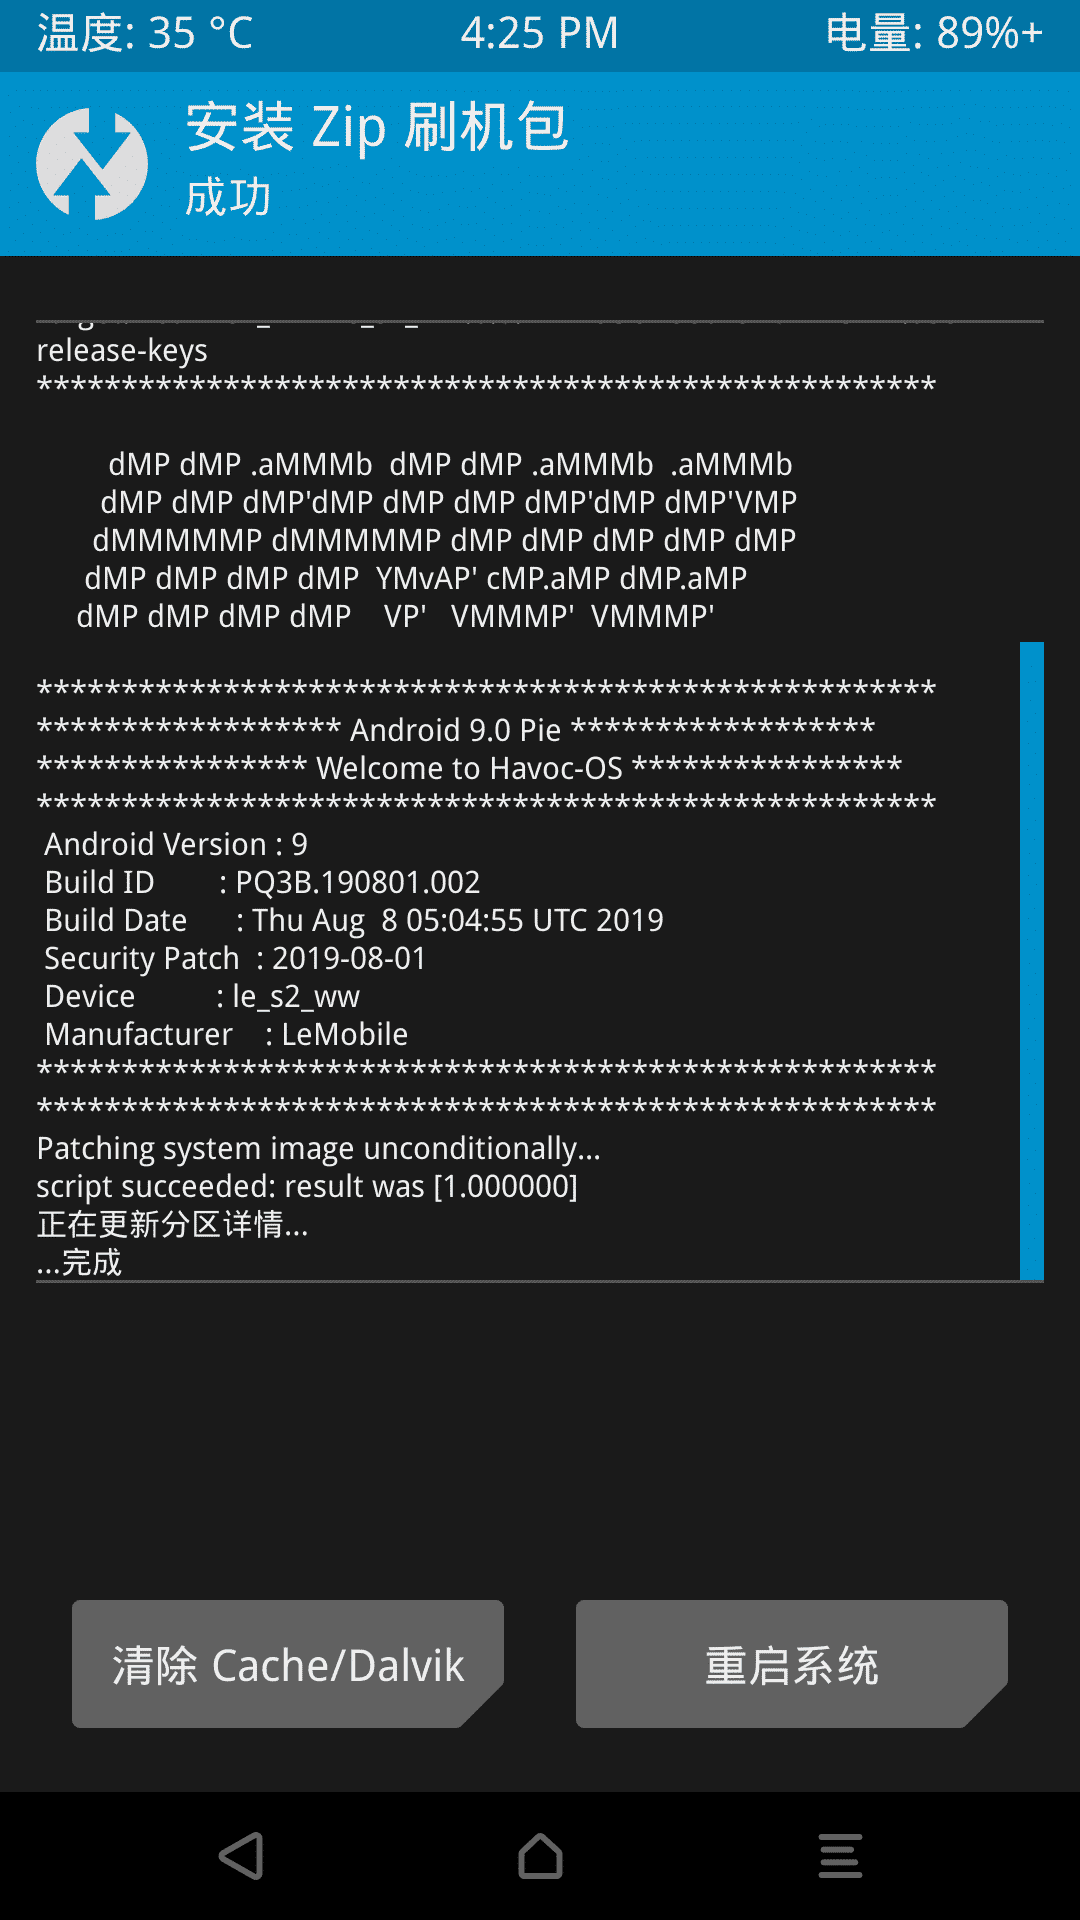 温度: 35 °C
4:25 PM
电量: 89%+
安装 Zip 刷机包
成功
release-keys
*****************************************************
dMP dMP .aMMMb  dMP dMP .aMMMb  .aMMMb
dMP dMP dMP'dMP dMP dMP dMP'dMP dMP'VMP
dMMMMMP dMMMMMP dMP dMP dMP dMP dMP
dMP dMP dMP dMP  YMvAP' cMP.aMP dMP.aMP
dMP dMP dMP dMP    VP'   VMMMP'  VMMMP'
*****************************************************
****************** Android 9.0 Pie ******************
**************** Welcome to Havoc-OS ****************
*****************************************************
Android Version : 9
Build ID        : PQ3B.190801.002
Build Date      : Thu Aug  8 05:04:55 UTC 2019
Security Patch  : 2019-08-01
Device          : le_s2_ww
Manufacturer    : LeMobile
*****************************************************
*****************************************************
Patching system image unconditionally...
script succeeded: result was [1.000000]
正在更新分区详情...
...完成
清除 Cache/Dalvik
重启系统